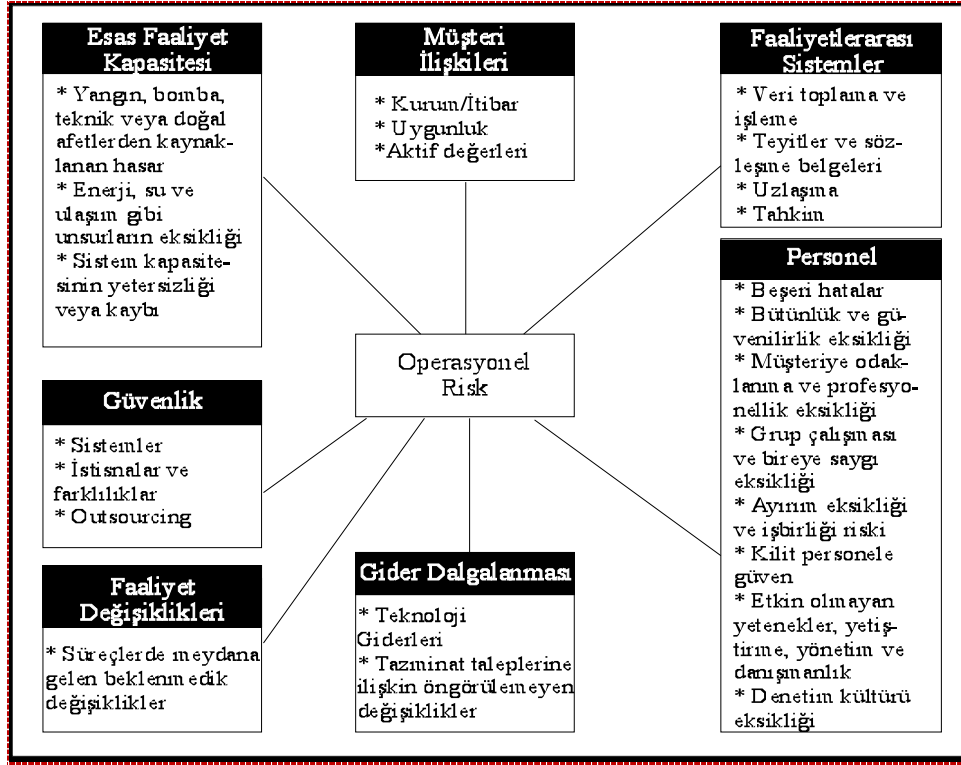 Esas Faaliyet
Kapasitesi
* Yangın, bomba,
teknik veya doğal
afetlerden kaynak-
lanan hasar
* Enerji, su ve
ulaşım gibi
unsurların eksikliği
* Sistem kapasite-
sinin yetersizliği
veya kaybı
Müşteri
İlişkileri
* Kurum/İtibar
* Uygunluk
*Aktif değerleri
Faaliyetlerarası
Sistemler
* Veri toplama ve
işleme
* Teyitler ve söz-
leşme belgeleri
* Uzlaşma
* Tahkim
Operasyonel
Risk
Personel
* Beşeri hatalar
* Bütünlük ve gü-
venilirlik eksikliği
* Müşteriye odak-
lanma ve profesyo-
nellik eksikliği
* Grup çalışması
ve bireye saygı
eksikliği
* Ayırım eksikliği
ve işbirliği riski
* Kilit personele
güven
* Etkin olmayan
yetenekler, yetiş-
tirme, yönetim ve
danışmanlık
* Denetim kültürü
eksikliği
Güvenlik
* Sistemler
* İstisnalar ve
farklılıklar
* Outsourcing
Faaliyet
Değişiklikleri
* Süreçlerde meydana
gelen beklenmedik
değişiklikler
Gider Dalgalanması
* Teknoloji
Giderleri
* Tazminat taleplerine
ilişkin öngörülemeyen
değişiklikler